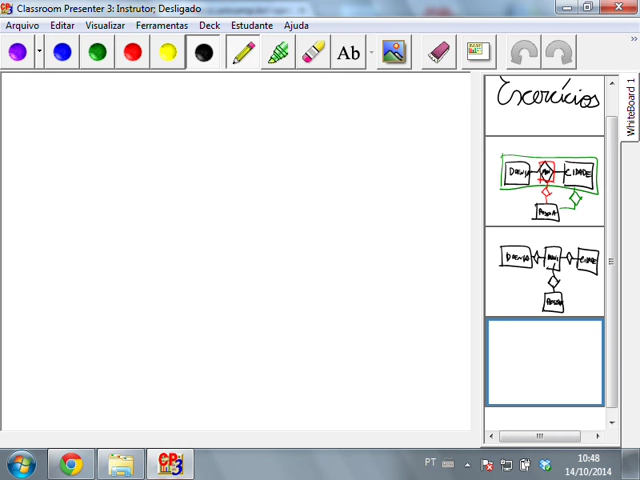 Classroom Presenter 3: Instrutor, Desligado
Arquivo Editar Visualizar Ferramentas Deck Estudante Ajuda
Ab
WhiteBoard 1
Exercícios
CIDADE
PT
10:48
14/10/2014